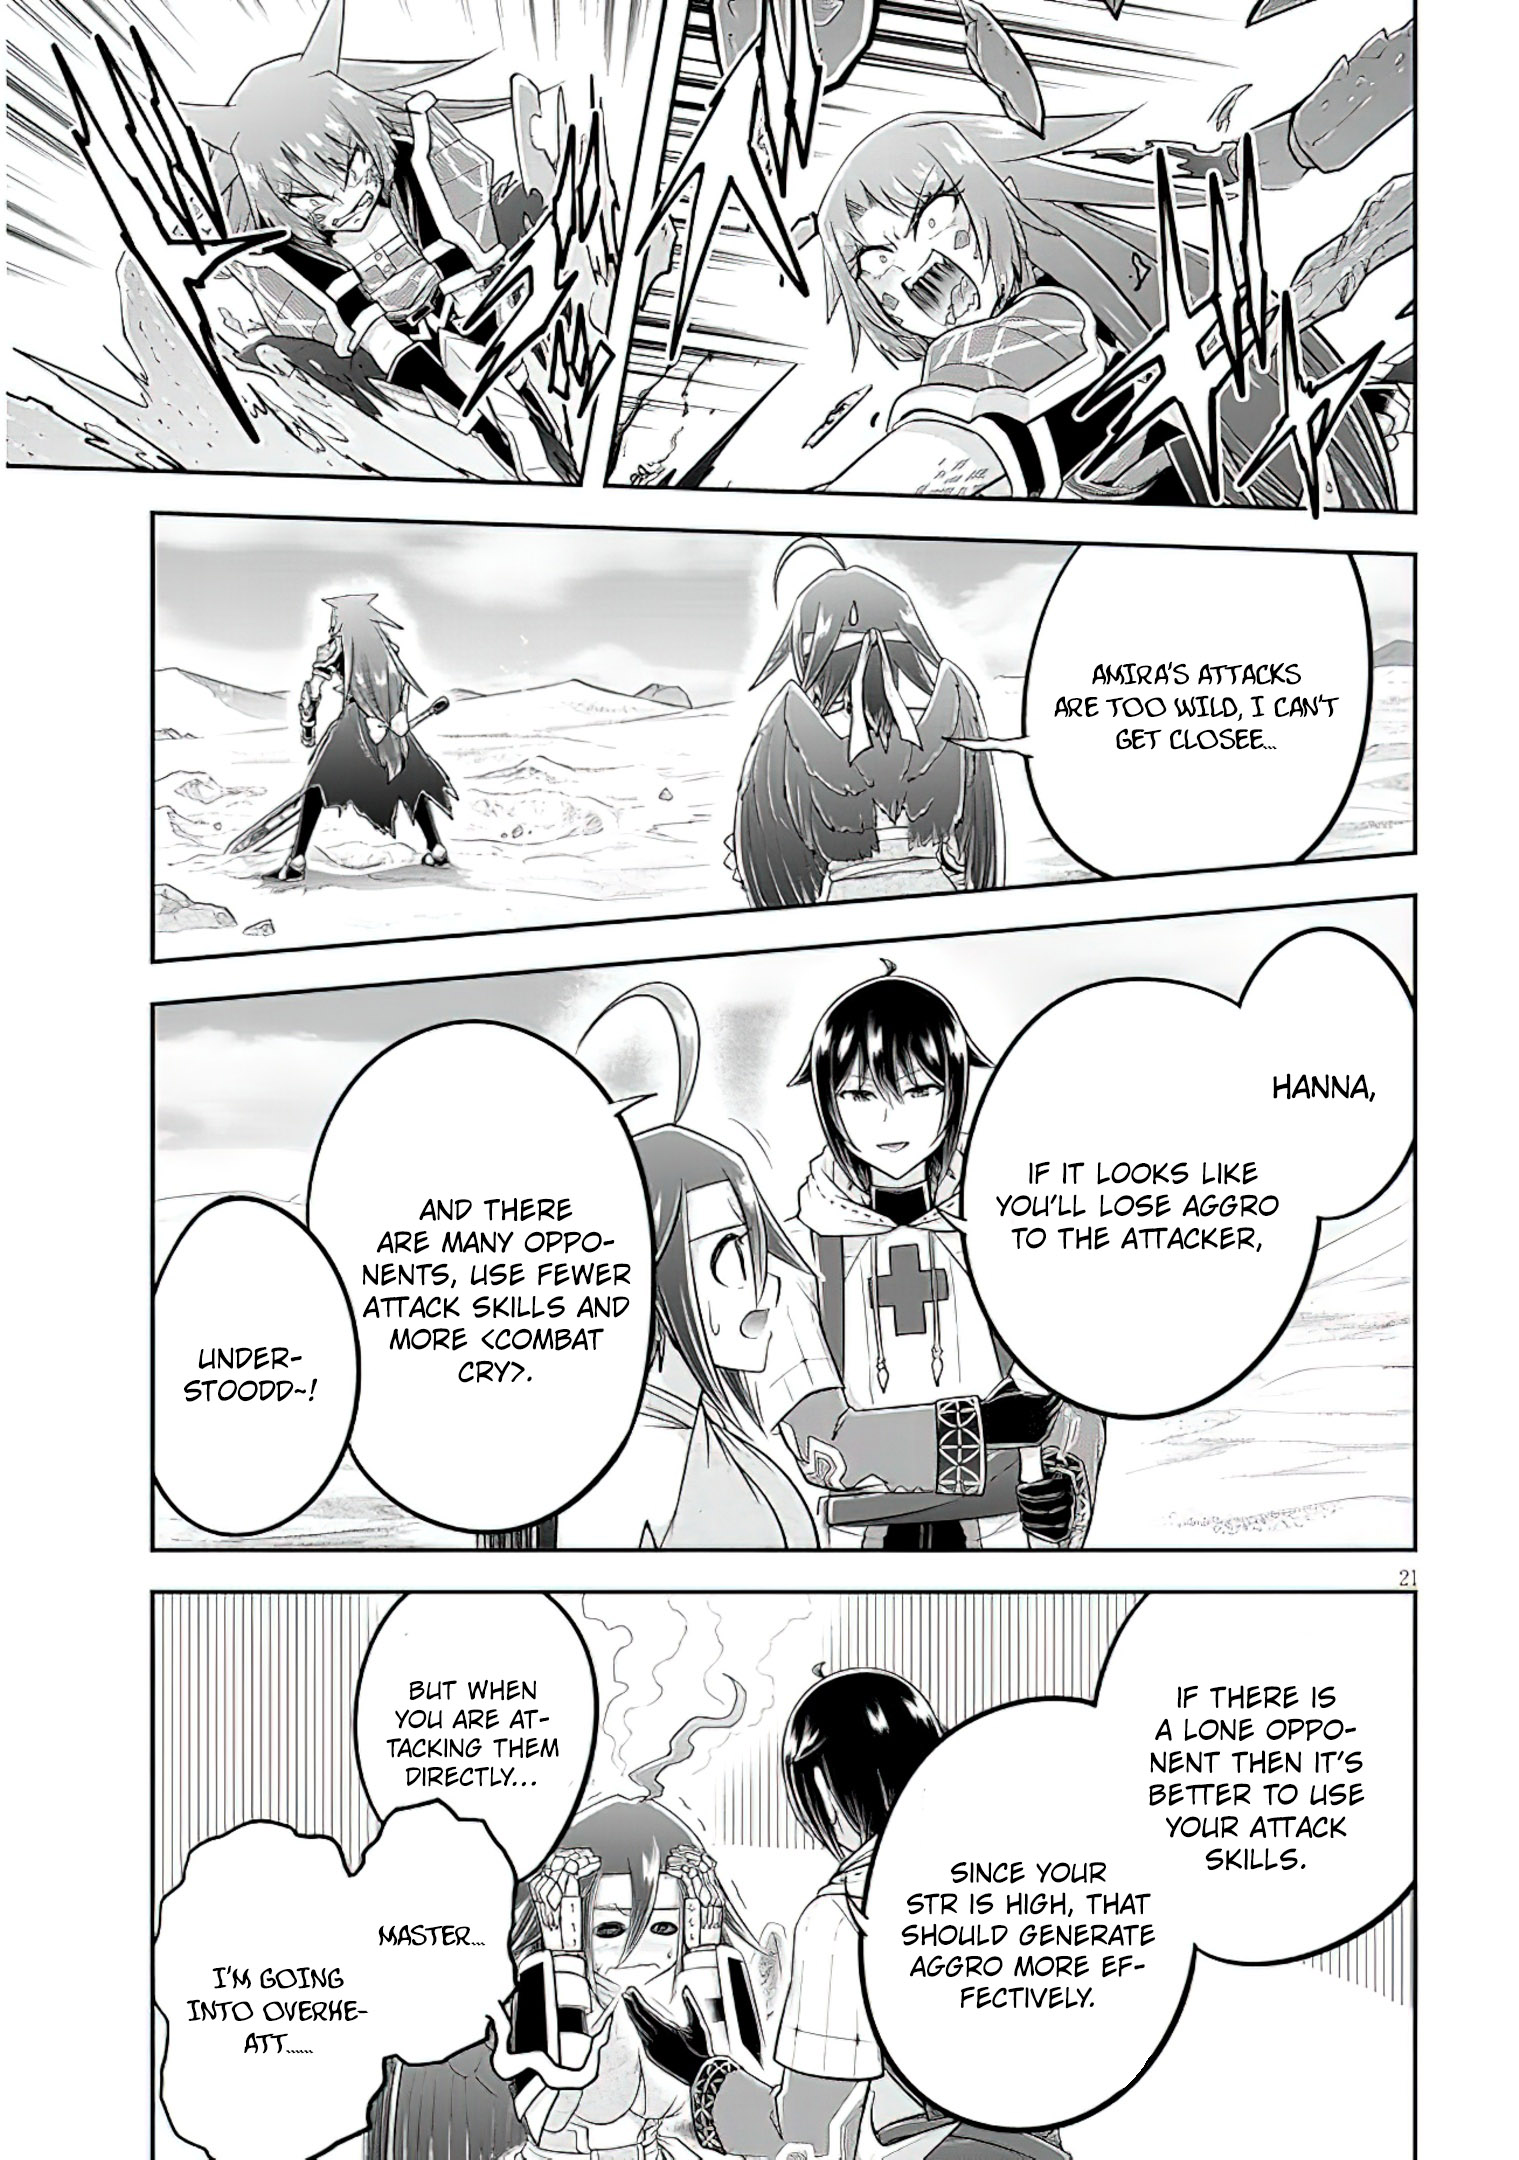 AMIRA'S ATTACKS
ARE TOO WILD, I CAN'T
GET CLOSEE...
HANNA,
IF IT LOOKS LIKE
YOU'LL LOSE AGGRO
TO THE ATTACKER,
AND THERE
ARE MANY OPPO-
NENTS, USE FEWER
ATTACK SKILLS AND
MORE <COMBAT
CRY>.
UNDER-
STOODD~!
21
IF THERE IS
A LONE OPPO-
NENT THEN IT'S
BETTER TO USE
YOUR ATTACK
SKILLS.
SINCE YOUR
STR IS HIGH, THAT
SHOULD GENERATE
AGGRO MORE EF-
FECTIVELY.
BUT WHEN
YOU ARE AT-
TACKING THEM
DIRECTLY...
MASTER...
I'M GOING
INTO OVERHE-
ATT......